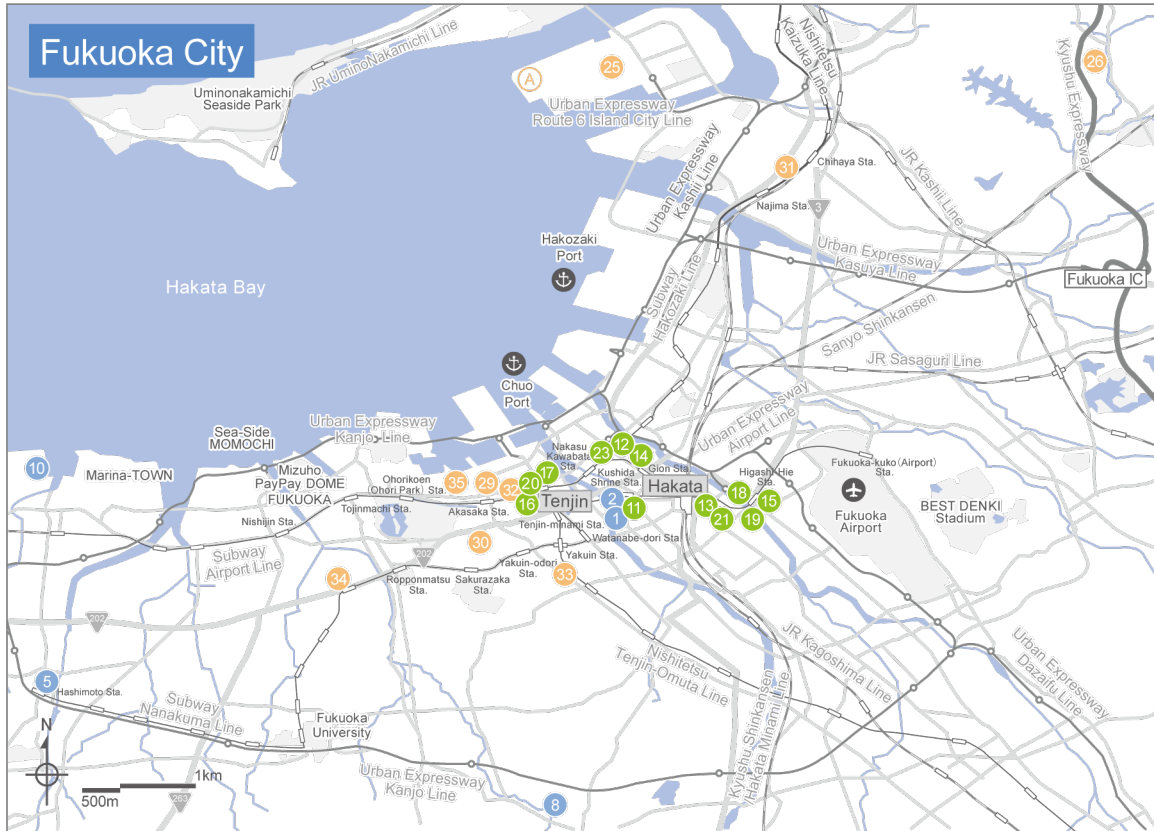 Fukuoka City
Uminonakamichi
Seaside Park
JR UminoNakamichi Line
A
25
Urban Expressway
Route 6 Island City Line
Nishitetsu
Kaizuka Line
Kyushu Expressway
26
31
Chihaya Sta.
Najima Sta.
3
JR Kashii Line
Urban Expressway
Kashii Line
Hakozaki
Port
Hakata Bay
Subway
Hakozaki Line
Urban Expressway
Kasuya Line
Fukuoka IC
Sanyo Shinkansen
JR Sasaguri Line
Chuo
Port
Urban Expressway
Kanjo Line
Urban Expressway
Airport Line
Sea-Side
MOMOCHI
10
Marina-TOWN
Mizuho
PayPay DOME
FUKUOKA
Nakasu
Kawabata
Sta
23
12
14
Gion Sta.
Kushida
Shrine Sta.
Hakata
Higashi-Hie
Sta.
Fukuoka-kuko(Airport) Sta.
Fukuoka
Airport
BEST DENKI
Stadium
Ohorikoen
(Ohori Park) Sta.
35
29
32
20
17
16
Tenjin
2
1
11
13
21
18
15
19
Nishijin Sta.
Tojinmachi Sta.
Akasaka Sta.
Tenjin-minami Sta.
Watanabe-dori Sta.
Yakuin Sta.
Yakuin-odori
Sta.
Subway
Airport Line
30
202
34
Ropponmatsu
Sta.
Sakurazaka
Sta.
33
202
5
Hashimoto Sta.
Subway
Nanakuma Line
Fukuoka
University
Nishitetsu
Tenjin-Omuta Line
JR Kagoshima Line
Kyushu Shinkansen
/Hakata Minami Line
Urban Expressway
Dazaifu Line
Urban Expressway
Kanjo Line
8
N
1km
500m
263